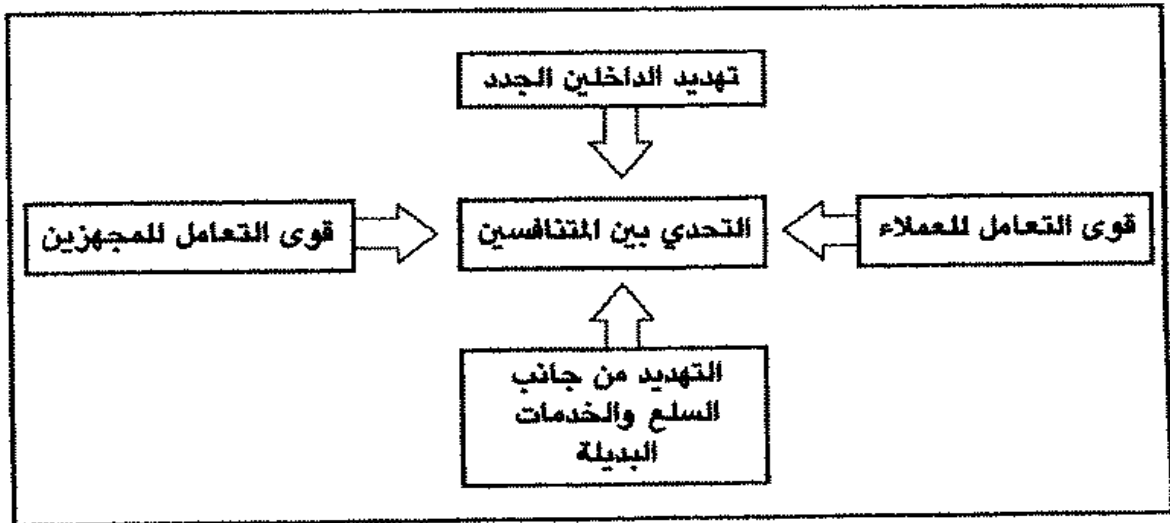 تهديد الداخلين الجدد
قوى التعامل للعملاء
التحدي بين المتنافسين
قوى التعامل للمجهزين
التهديد من جانب
السلع والخدمات
البديلة